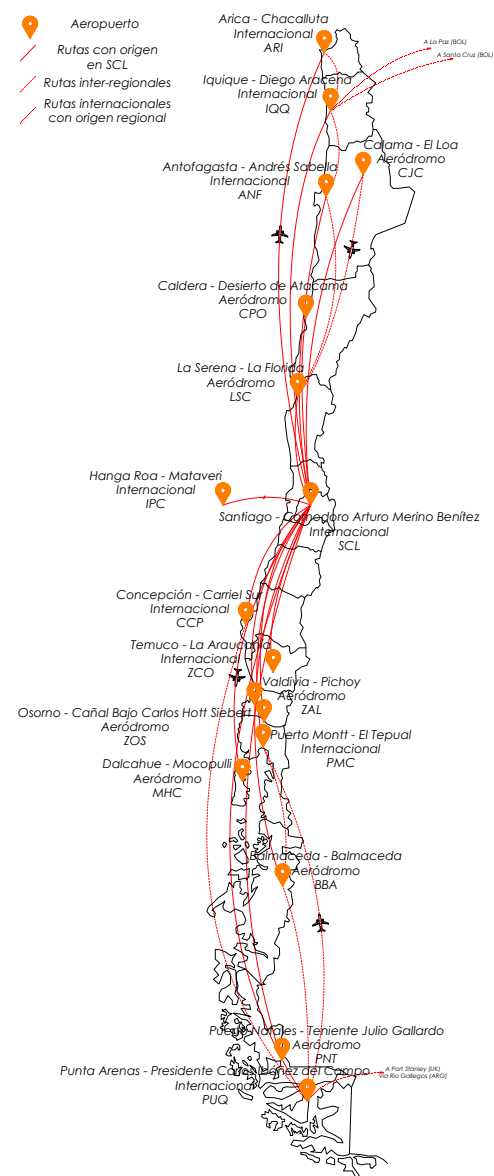 Aeropuerto
Rutas con origen
en SCL
Rutas inter-regionales
Rutas internacionales
con origen regional
Arica - Chacalluta
Internacional
ARI
A La Paz (BOL)
A Santa Cruz (BOL)
Iquique - Diego Aracena
Internacional
IQQ
Calama - El Loa
Aeródromo
CJC
Antofagasta - Andrés Sabella
Internacional
ANF
Caldera - Desierto de Atacama
Aeródromo
CPO
La Serena - La Florida
Aeródromo
LSC
Hanga Roa - Mataveri
Internacional
IPC
Santiago - Comodoro Arturo Merino Benítez
Internacional
SCL
Concepción - Carriel Sur
Internacional
CCP
Temuco - La Araucanía
Internacional
ZCO
Valdivia - Pichoy
Aeródromo
ZAL
Osorno - Cañal Bajo Carlos Hott Siebert
Aeródromo
ZOS
Puerto Montt - El Tepual
Internacional
PMC
Dalcahue - Mocopulli
Aeródromo
MHC
Balmaceda - Balmaceda
Aeródromo
BBA
Puerto Natales - Teniente Julio Gallardo
Aeródromo
PNT
Punta Arenas - Presidente Carlos Ibáñez del Campo
Internacional
PUQ
A Port Stanley (UK)
Vía Río Gallegos (ARG)